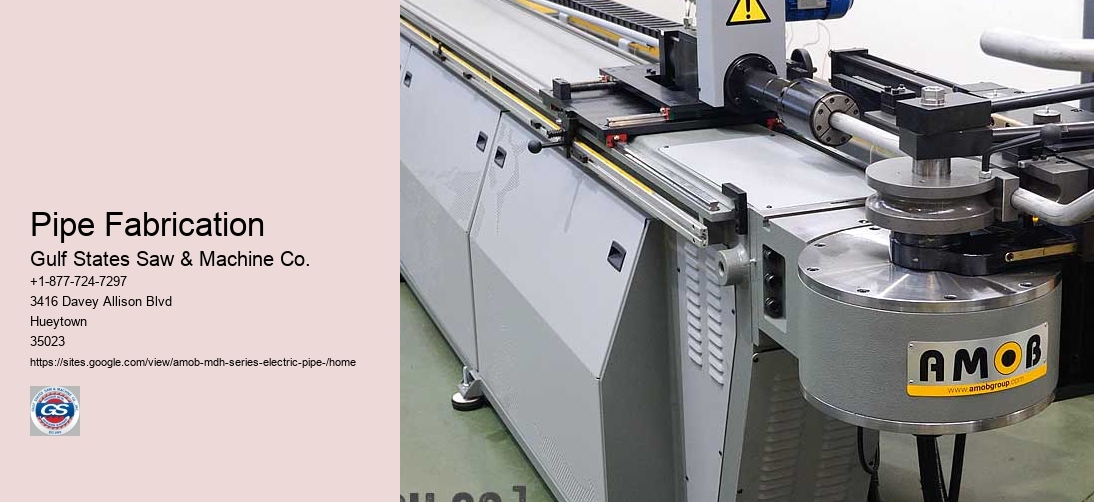 Pipe Fabrication
Gulf States Saw & Machine Co.
+1-877-724-7297
3416 Davey Allison Blvd
Hueytown
35023
https://sites.google.com/view/amob-mdh-series-electric-pipe-/home
GS
AMOB
www.amobgroup.com